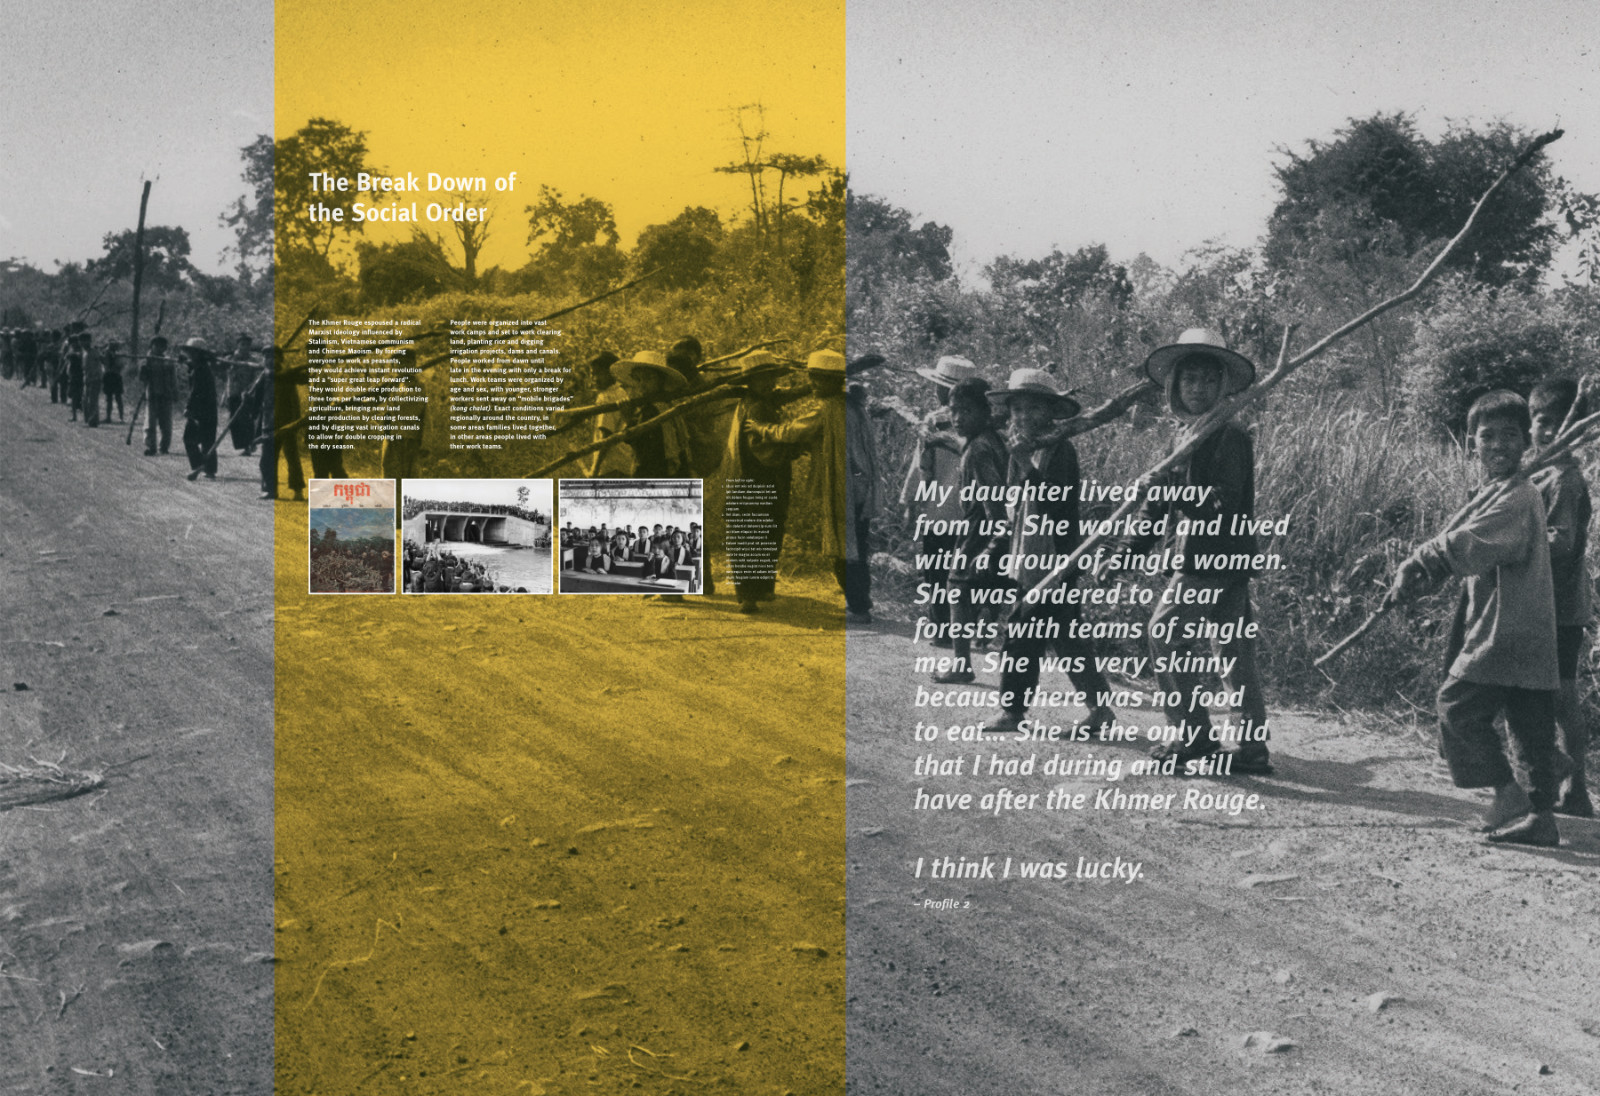 The Break Down of
the Social Order
The Khmer Rouge espoused a radical
Marxist ideology influenced by
Stalinism, Vietnamese communism
and Chinese Maoism. By forcing
everyone to work as peasants,
they would achieve instant revolution
and a "super great leap forward".
They would double rice production to
three tons per hectare, by collectivizing
agriculture, bringing new land
under production by clearing forests,
and by digging vast irrigation canals
to allow for double cropping in
the dry season.
People were organized into vast
work camps and set to work clearing
land, planting rice and digging
irrigation projects, dams and canals.
People worked from dawn until
late in the evening with only a break for
lunch. Work teams were organized by
age and sex, with younger, stronger
workers sent away on "mobile brigades"
(kang chalat). Exact conditions varied
regionally around the country, in
some areas families lived together,
in other areas people lived with
their work teams.
កម្ពុជា
My daughter lived away
from us. She worked and lived
with a group of single women.
She was ordered to clear
forests with teams of single
men. She was very skinny
because there was no food
to eat... She is the only child
that I had during and still
have after the Khmer Rouge.
I think I was lucky.
– Profile 2